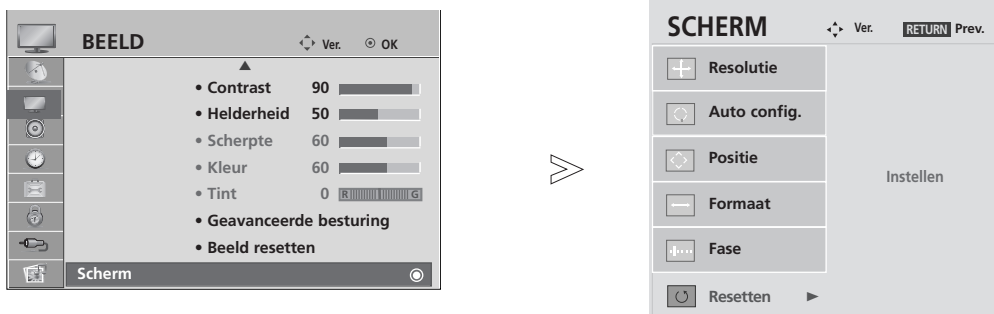 BEELD Ver. OK
• Contrast 90
• Helderheid 50
• Scherpte 60
• Kleur 60
• Tint 0 R G
• Geavanceerde besturing
• Beeld resetten
Scherm
SCHERM Ver. RETURN Prev.
Resolutie
Auto config.
Positie
Instellen
Formaat
Fase
Resetten